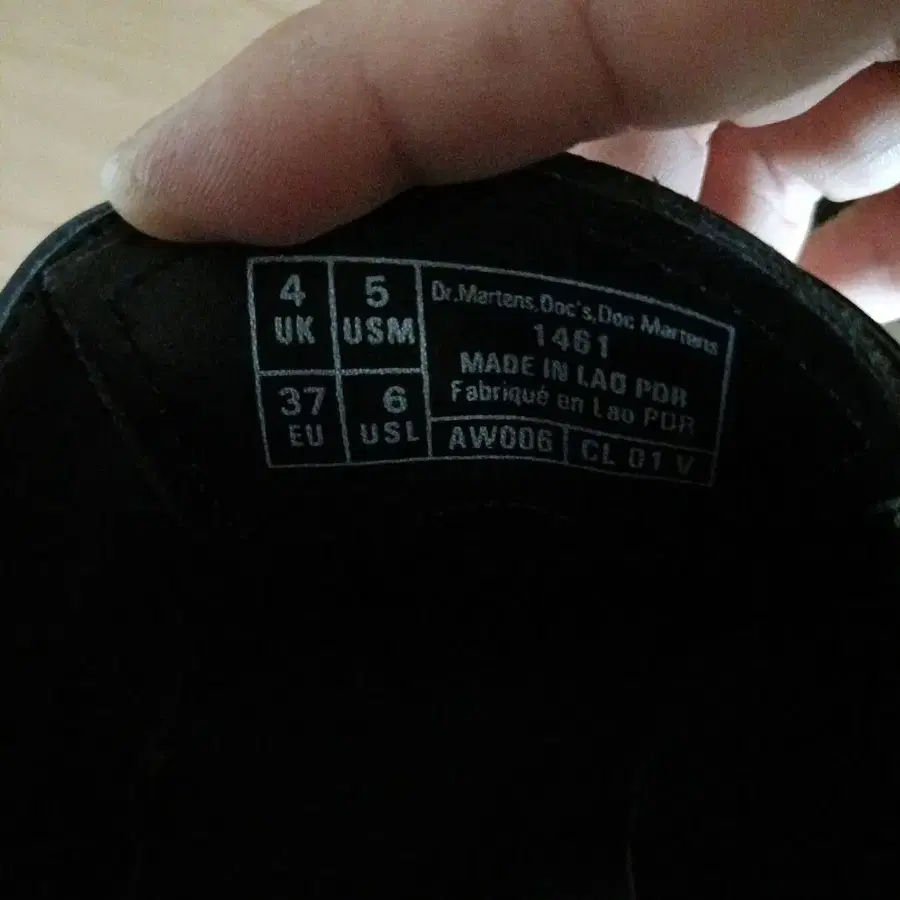 4 UK
5 USM
37 EU
6 USL
Dr.Martens,Doc's,Doc Martens
1461
MADE IN LAO PDR
Fabriqué en Lao PDR
AW006
CL 01 V